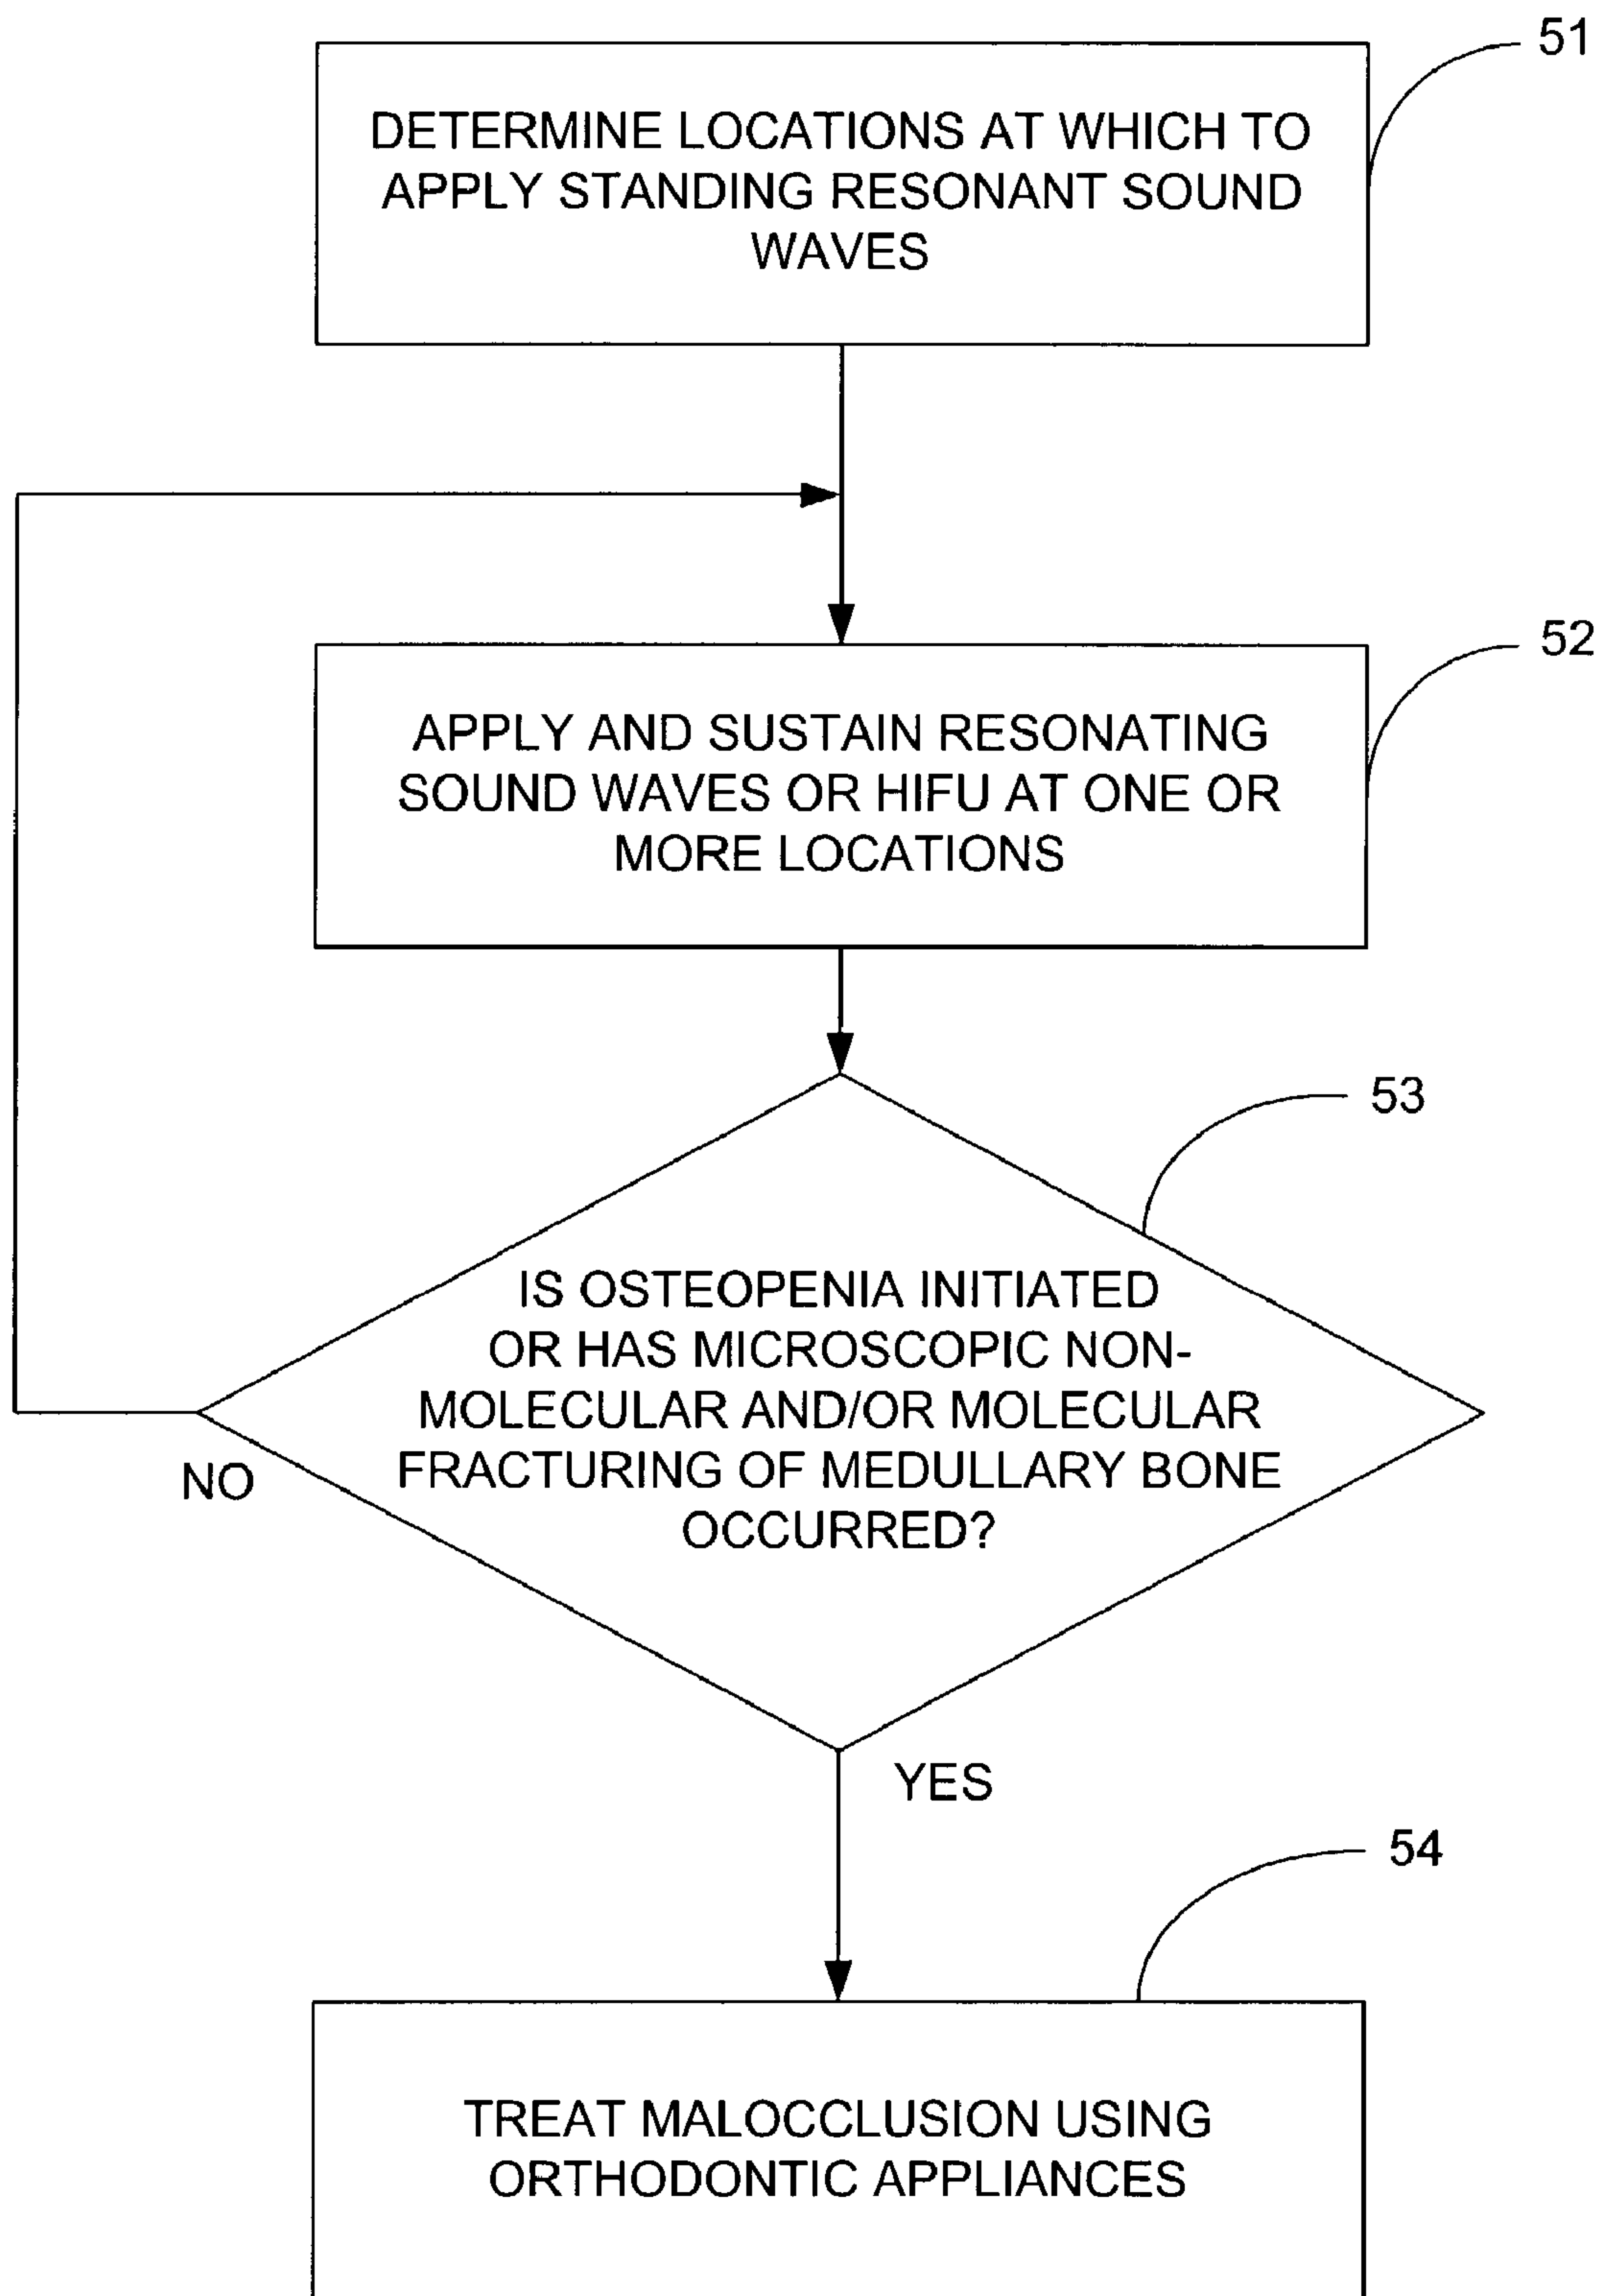 51
DETERMINE LOCATIONS AT WHICH TO
APPLY STANDING RESONANT SOUND
WAVES
52
APPLY AND SUSTAIN RESONATING
SOUND WAVES OR HIFU AT ONE OR
MORE LOCATIONS
53
IS OSTEOPENIA INITIATED
OR HAS MICROSCOPIC NON-
MOLECULAR AND/OR MOLECULAR
FRACTURING OF MEDULLARY BONE
OCCURRED?
NO
YES
54
TREAT MALOCCLUSION USING
ORTHODONTIC APPLIANCES